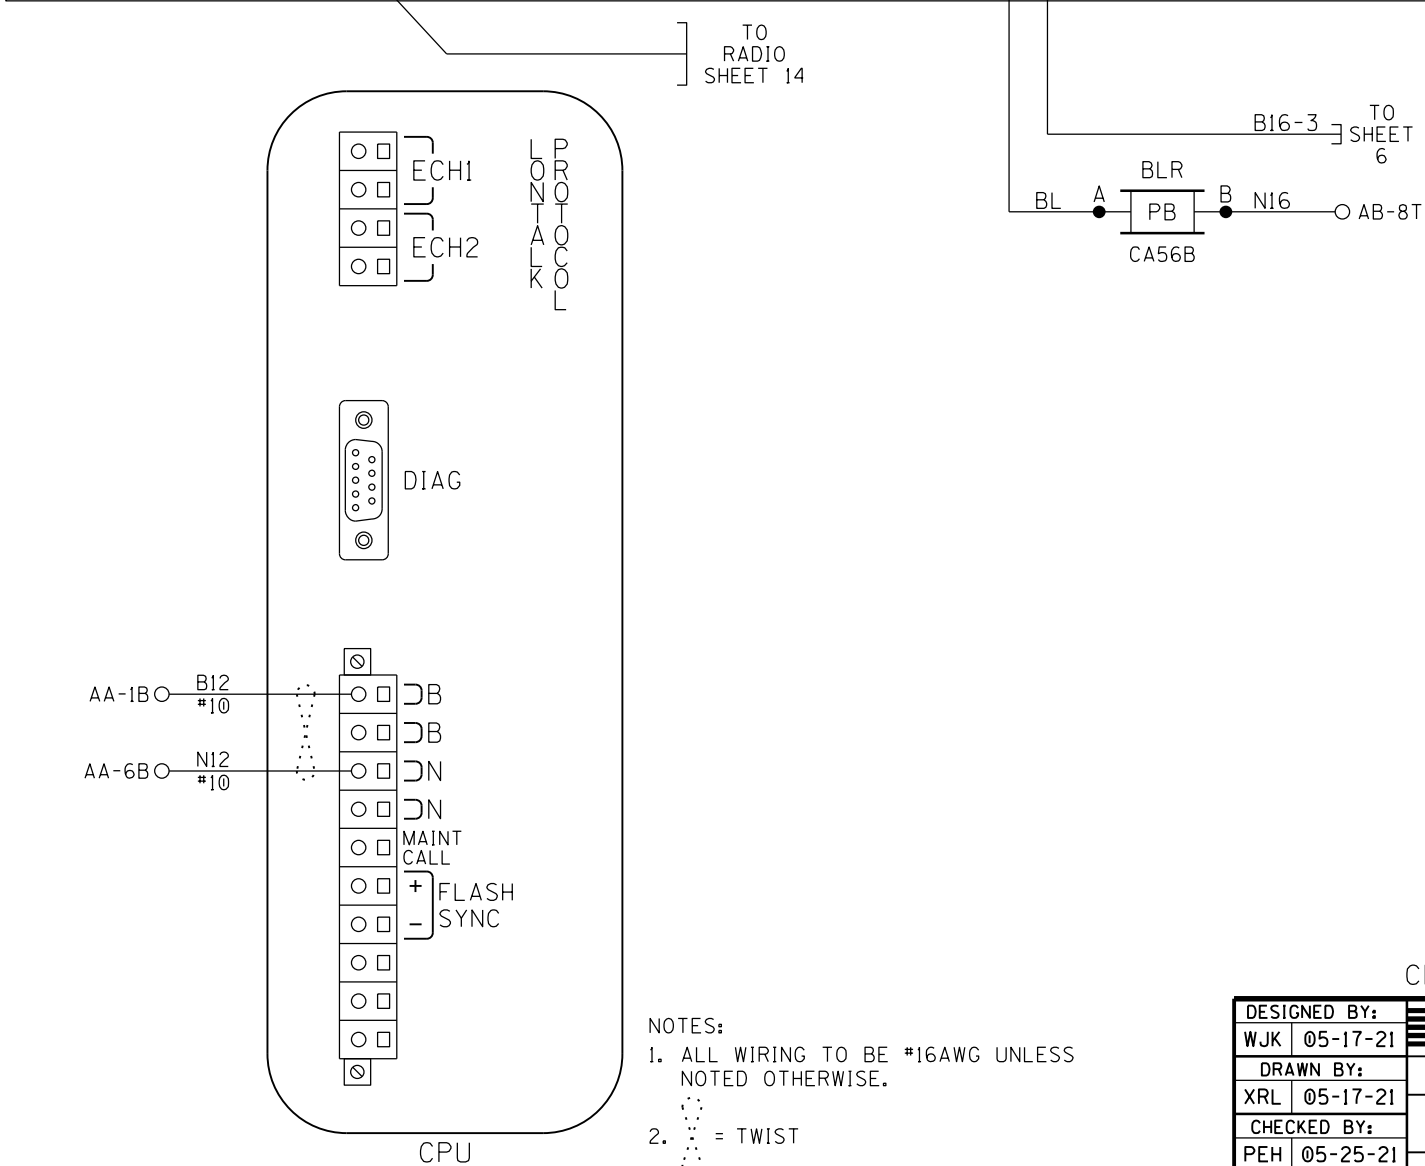 TO
RADIO
SHEET 14
B16-3
TO
SHEET
6
BLR
BL
A
PB
B
N16
AB-8T
CA56B
ECH1
ECH2
LONTALK
PROTOCOL
DIAG
AA-1B
B12
#10
B
B
AA-6B
N12
#10
N
N
MAINT
CALL
+
-
FLASH
SYNC
CPU
NOTES:
1. ALL WIRING TO BE #16AWG UNLESS
NOTED OTHERWISE.
2. = TWIST
DESIGNED BY:
WJK 05-17-21
DRAWN BY:
XRL 05-17-21
CHECKED BY:
PEH 05-25-21